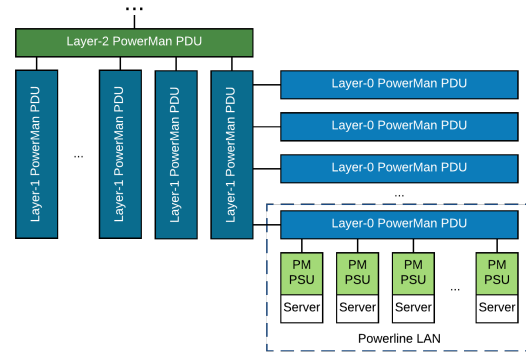 ...
Layer-2 PowerMan PDU
Layer-1 PowerMan PDU
...
Layer-1 PowerMan PDU
Layer-1 PowerMan PDU
Layer-1 PowerMan PDU
Layer-0 PowerMan PDU
Layer-0 PowerMan PDU
Layer-0 PowerMan PDU
...
Layer-0 PowerMan PDU
PM
PSU
Server
PM
PSU
Server
PM
PSU
Server
...
PM
PSU
Server
Powerline LAN